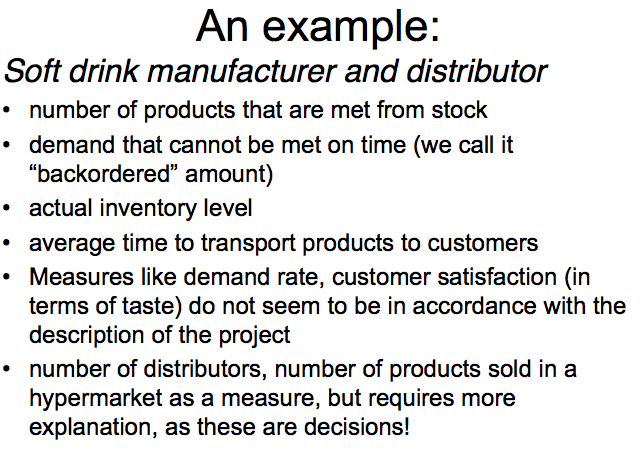 An example:
Soft drink manufacturer and distributor
• number of products that are met from stock
• demand that cannot be met on time (we call it
“backordered” amount)
• actual inventory level
• average time to transport products to customers
• Measures like demand rate, customer satisfaction (in
terms of taste) do not seem to be in accordance with the
description of the project
• number of distributors, number of products sold in a
hypermarket as a measure, but requires more
explanation, as these are decisions!